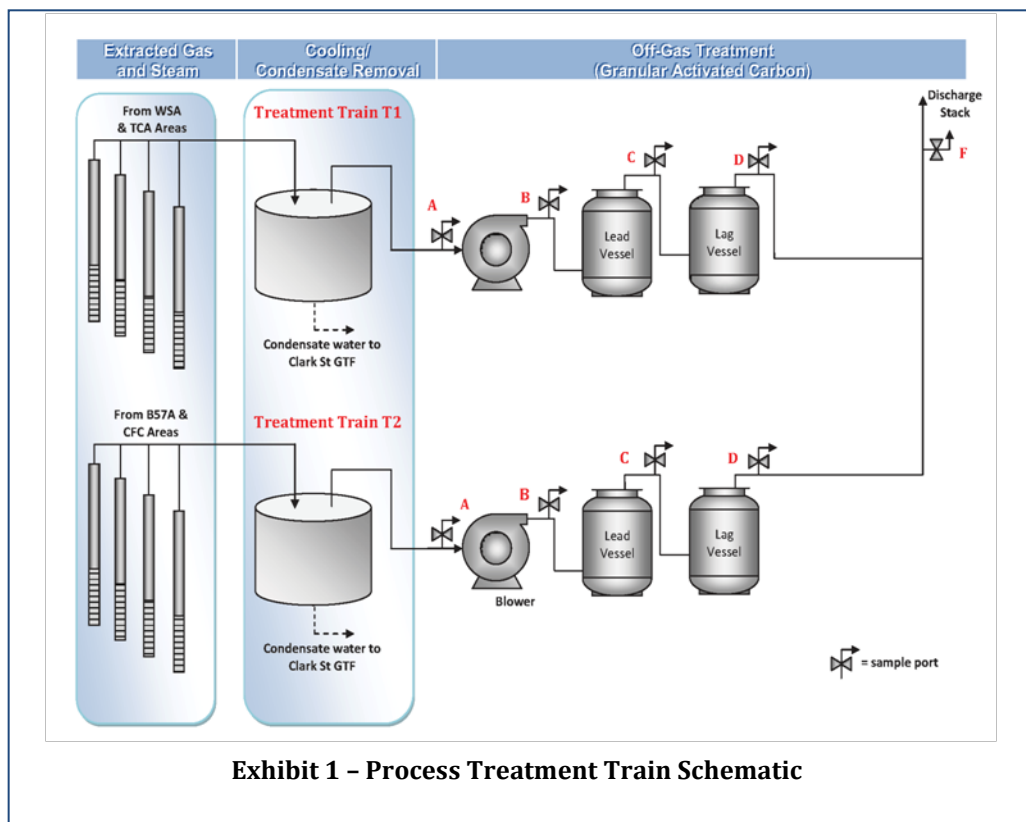 Extracted Gas
and Steam
Cooling/
Condensate Removal
Off-Gas Treatment
(Granular Activated Carbon)
From WSA
& TCA Areas
Treatment Train T1
Discharge
Stack
F
A
B
C
D
Lead
Vessel
Lag
Vessel
Condensate water to
Clark St GTF
From B57A &
CFC Areas
Treatment Train T2
A
B
C
D
Lead
Vessel
Lag
Vessel
Blower
Condensate water to
Clark St GTF
= sample port
Exhibit 1 – Process Treatment Train Schematic